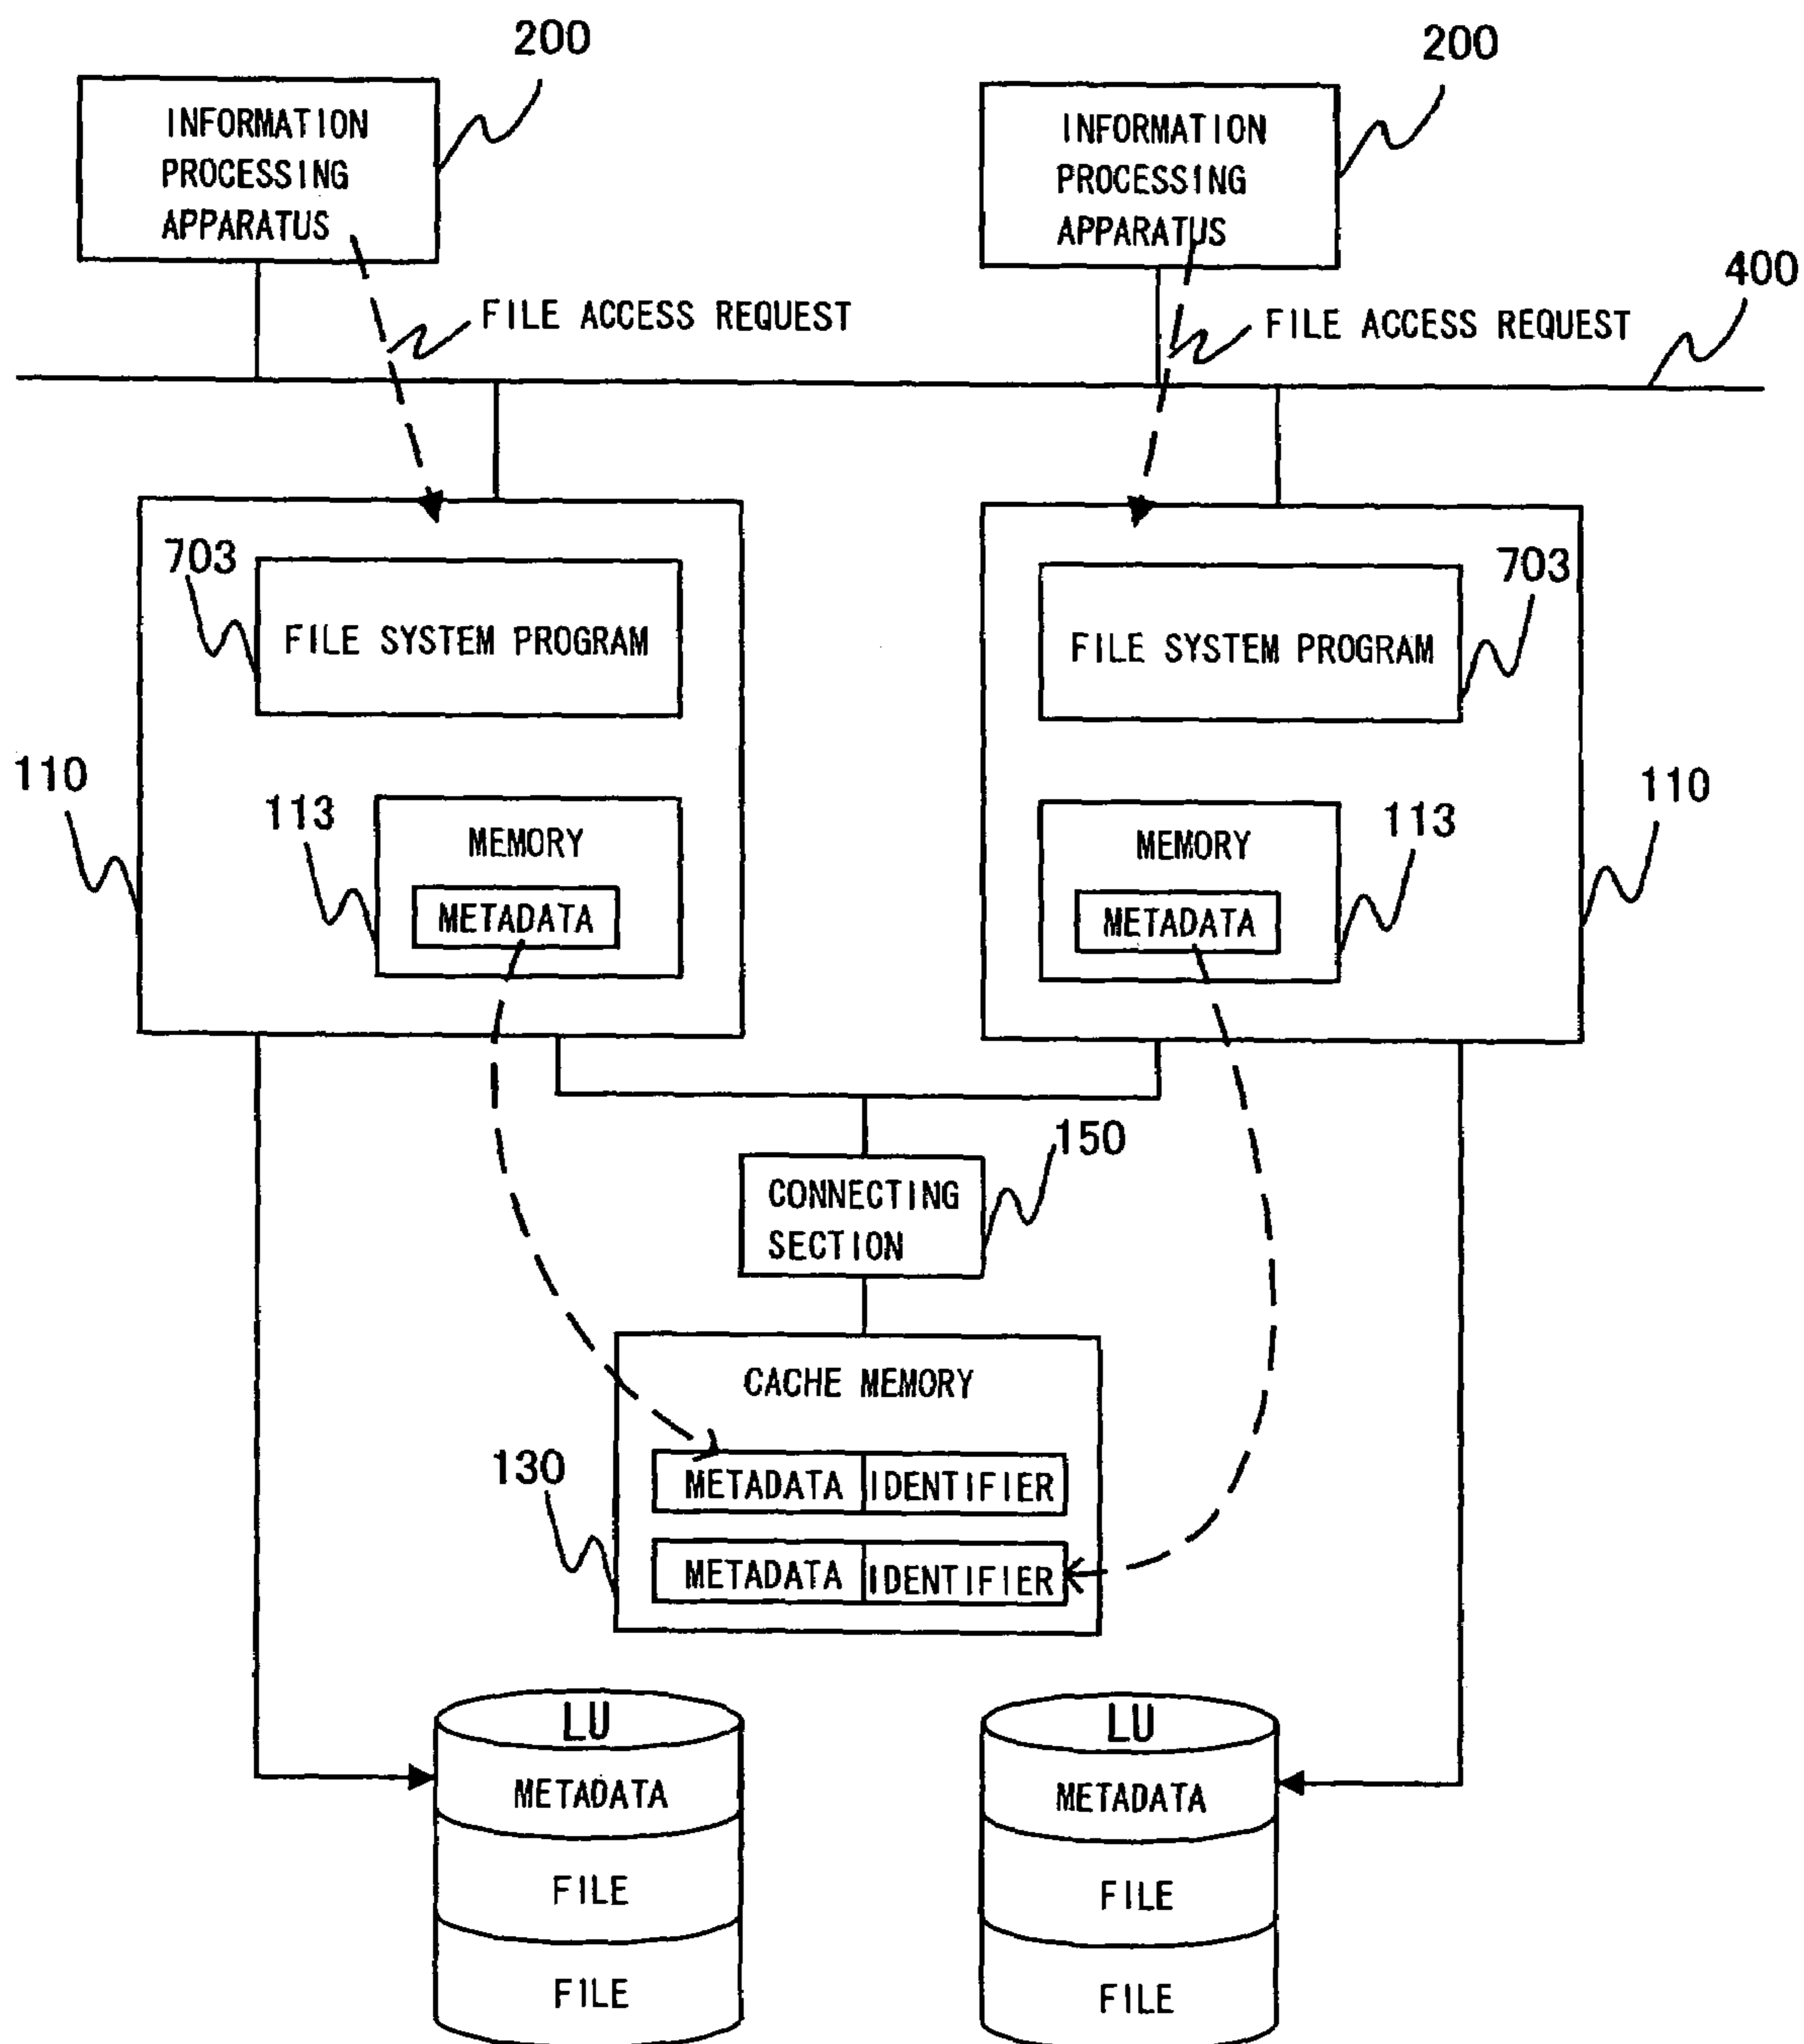 200
200
INFORMATION
PROCESSING
APPARATUS
INFORMATION
PROCESSING
APPARATUS
400
FILE ACCESS REQUEST
FILE ACCESS REQUEST
703
703
FILE SYSTEM PROGRAM
FILE SYSTEM PROGRAM
110
110
113
113
MEMORY
MEMORY
METADATA
METADATA
150
CONNECTING
SECTION
CACHE MEMORY
130
METADATA IDENTIFIER
METADATA IDENTIFIER
LU
LU
METADATA
METADATA
FILE
FILE
FILE
FILE